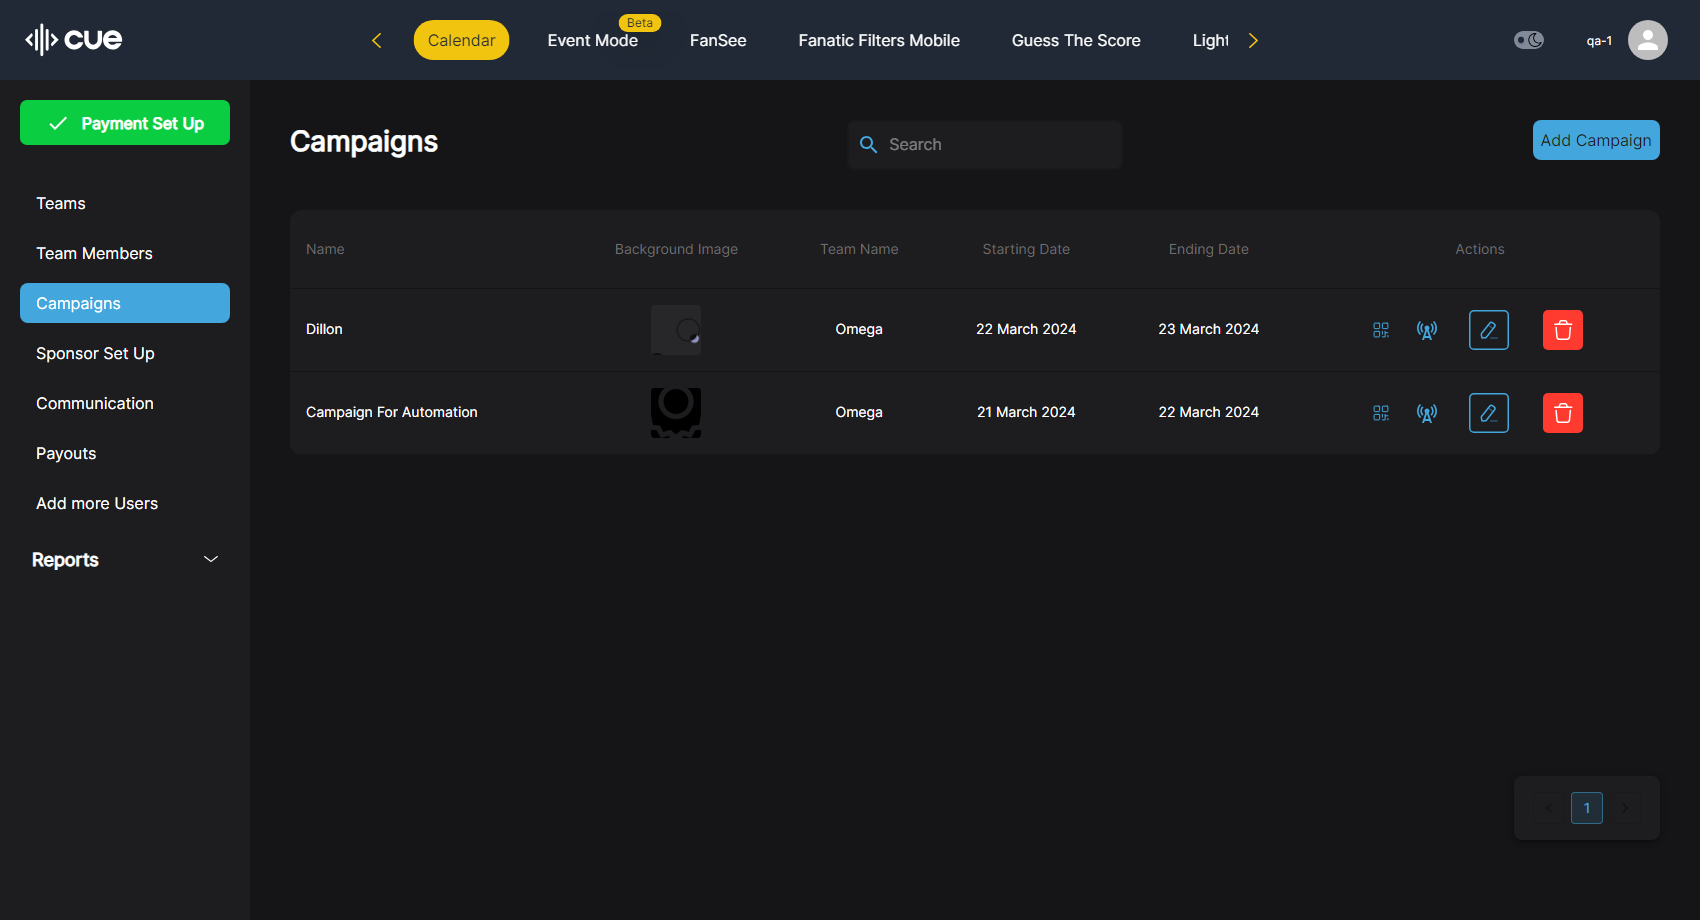 cue
Calendar
Event Mode
Beta
FanSee
Fanatic Filters Mobile
Guess The Score
Light
qa-1
Payment Set Up
Teams
Team Members
Campaigns
Sponsor Set Up
Communication
Payouts
Add more Users
Reports
Campaigns
Search
Add Campaign
Name Background Image Team Name Starting Date Ending Date Actions
Dillon Omega 22 March 2024 23 March 2024
Campaign For Automation Omega 21 March 2024 22 March 2024
1